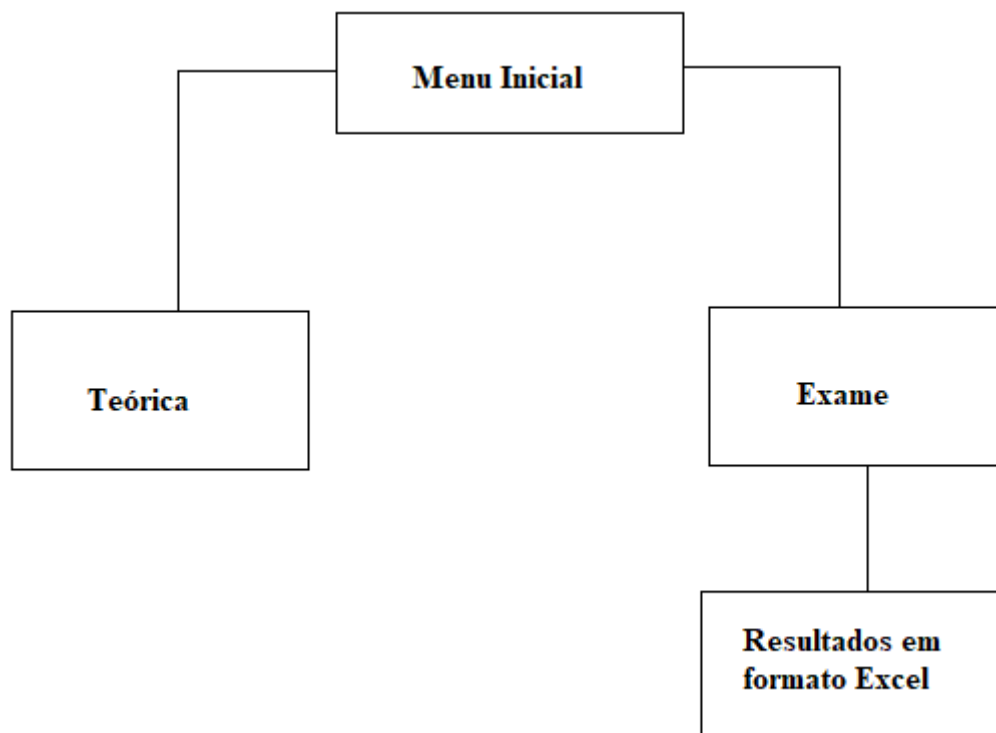 Menu Inicial
Teórica
Exame
Resultados em
formato Excel